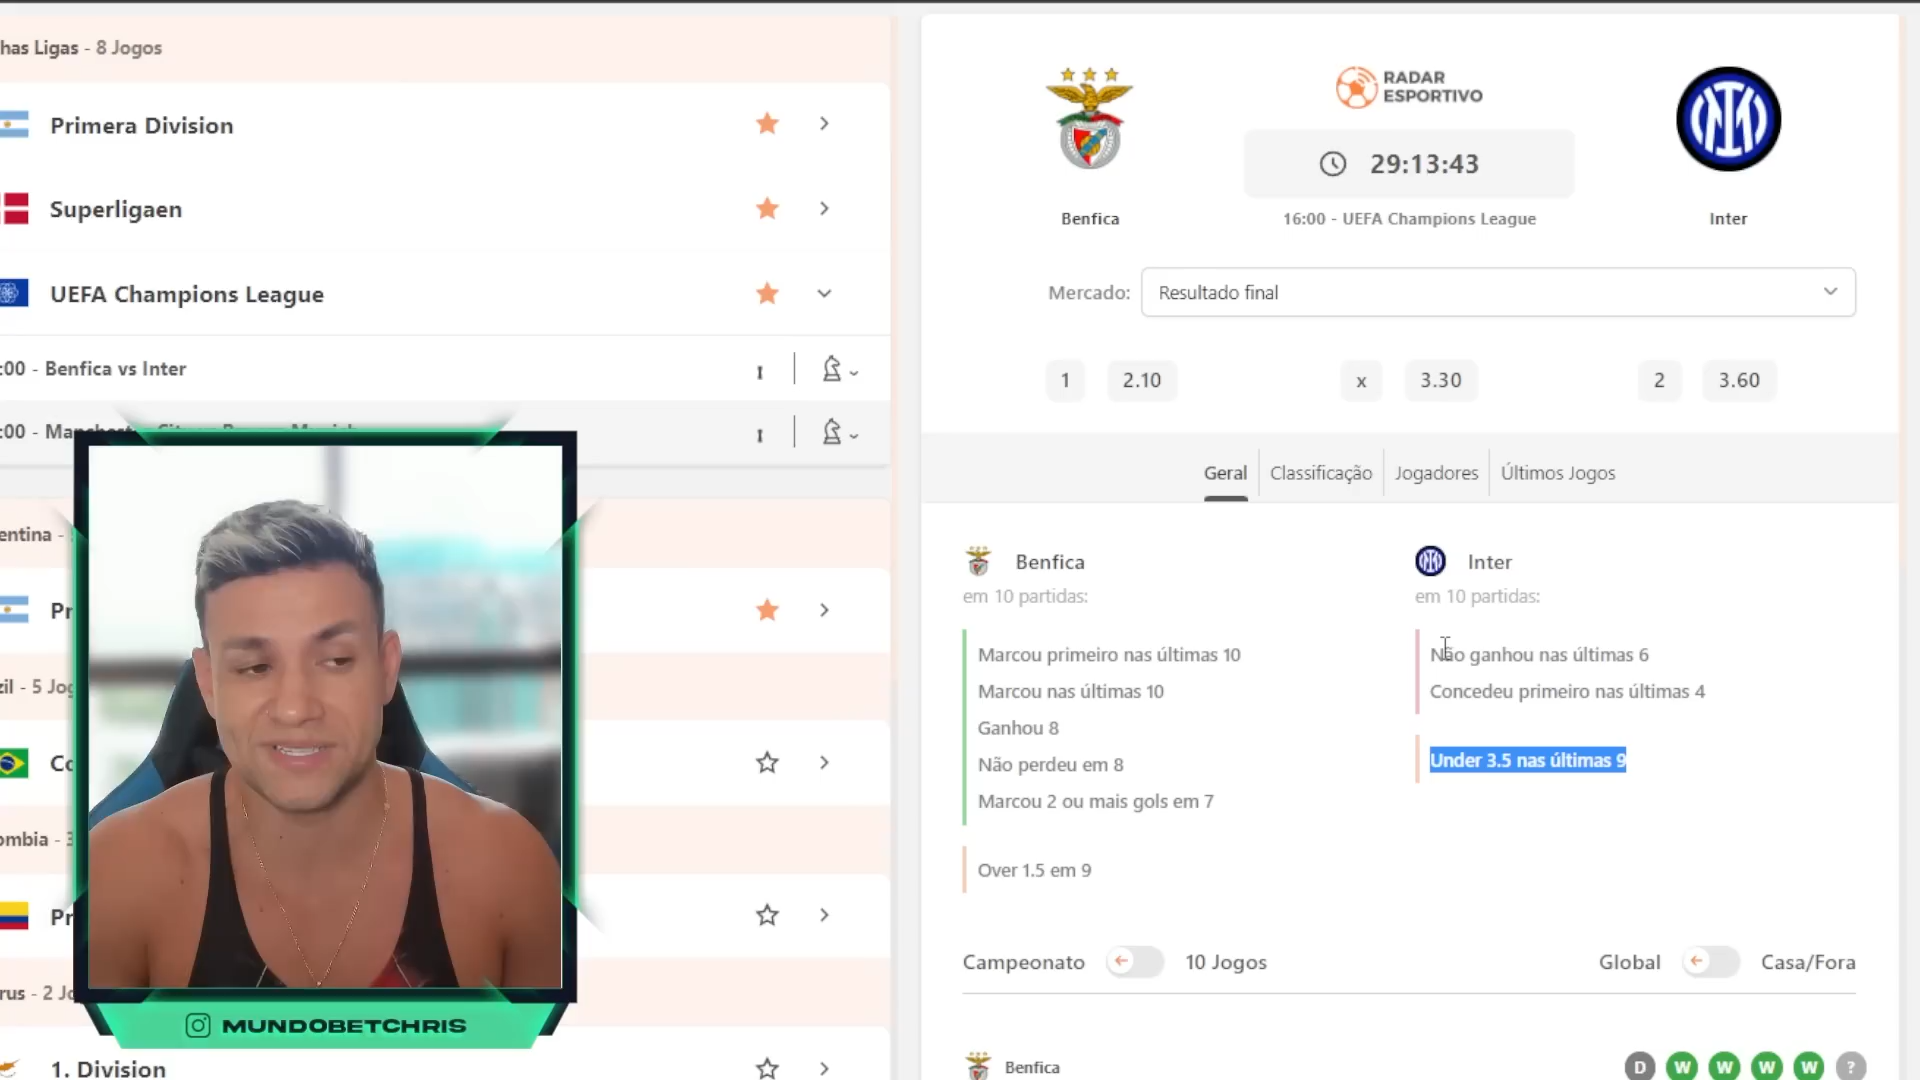 has Ligas - 8 Jogos
Primera Division
Superligaen
UEFA Champions League
:00 - Benfica vs Inter
:00 -
entina -
Pr
zil - 5 Jog
Co
ombia - 3
Pr
rus - 2 Jo
1. Division
MUNDOBETCHRIS
RADAR
ESPORTIVO
29:13:43
Benfica
16:00 - UEFA Champions League
Inter
Mercado:
Resultado final
1
2.10
x
3.30
2
3.60
Geral
Classificação
Jogadores
Últimos Jogos
Benfica
em 10 partidas:
Marcou primeiro nas últimas 10
Marcou nas últimas 10
Ganhou 8
Não perdeu em 8
Marcou 2 ou mais gols em 7
Over 1.5 em 9
Inter
em 10 partidas:
Não ganhou nas últimas 6
Concedeu primeiro nas últimas 4
Under 3.5 nas últimas 9
Campeonato
10 Jogos
Global
Casa/Fora
Benfica
D W W W W ?